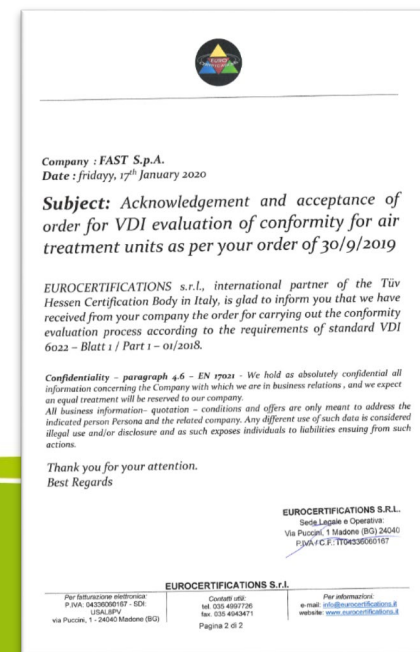 EURO
Company : FAST S.p.A.
Date : fridayy, 17th January 2020
Subject: Acknowledgement and acceptance of
order for VDI evaluation of conformity for air
treatment units as per your order of 30/9/2019
EUROCERTIFICATIONS s.r.l., international partner of the Tüv
Hessen Certification Body in Italy, is glad to inform you that we have
received from your company the order for carrying out the conformity
evaluation process according to the requirements of standard VDI
6022 – Blatt 1 / Part 1 – 01/2018.
Confidentiality – paragraph 4.6 – EN 17021 - We hold as absolutely confidential all
information concerning the Company with which we are in business relations , and we expect
an equal treatment will be reserved to our company.
All business information– quotation – conditions and offers are only meant to address the
indicated person Persona and the related company. Any different use of such data is considered
illegal use and/or disclosure and as such exposes individuals to liabilities ensuing from such
actions.
Thank you for your attention.
Best Regards
EUROCERTIFICATIONS S.R.L.
Sede Legale e Operativa:
Via Puccini, 1 Madone (BG) 24040
P.IVA / C.F.: IT04336060167
EUROCERTIFICATIONS S.r.l.
Per fatturazione elettronica:
P.IVA: 04336060167 - SDI:
USAL8PV
via Puccini, 1 - 24040 Madone (BG)
Contatti utili:
tel. 035 4997726
fax. 035 4943471
Pagina 2 di 2
Per informazioni:
e-mail: info@eurocertifications.it
website: www.eurocertifications.it